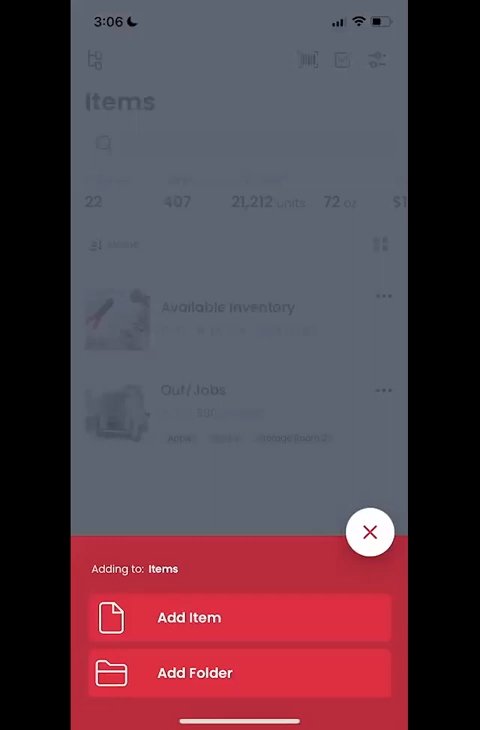 3:06
Items
22 407 21,212 units 72 oz $1
Available Inventory
Out/Jobs
Adding to: Items
Add Item
Add Folder